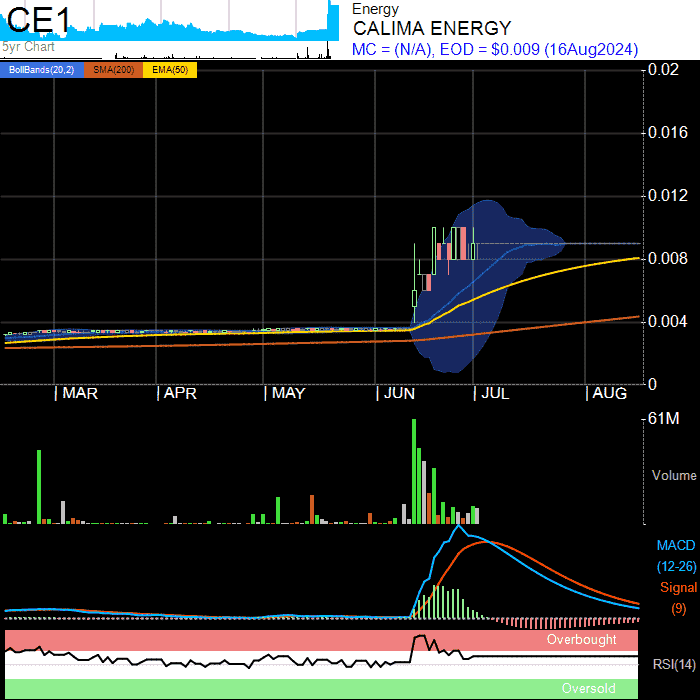 CE1
5yr Chart
Energy
CALIMA ENERGY
MC = (N/A), EOD = $0.009 (16Aug2024)
BollBands(20,2) SMA(200) EMA(50)
0.02
0.016
0.012
0.008
0.004
0
MAR APR MAY JUN JUL AUG
61M
Volume
MACD
(12-26)
Signal
(9)
Overbought
RSI(14)
Oversold